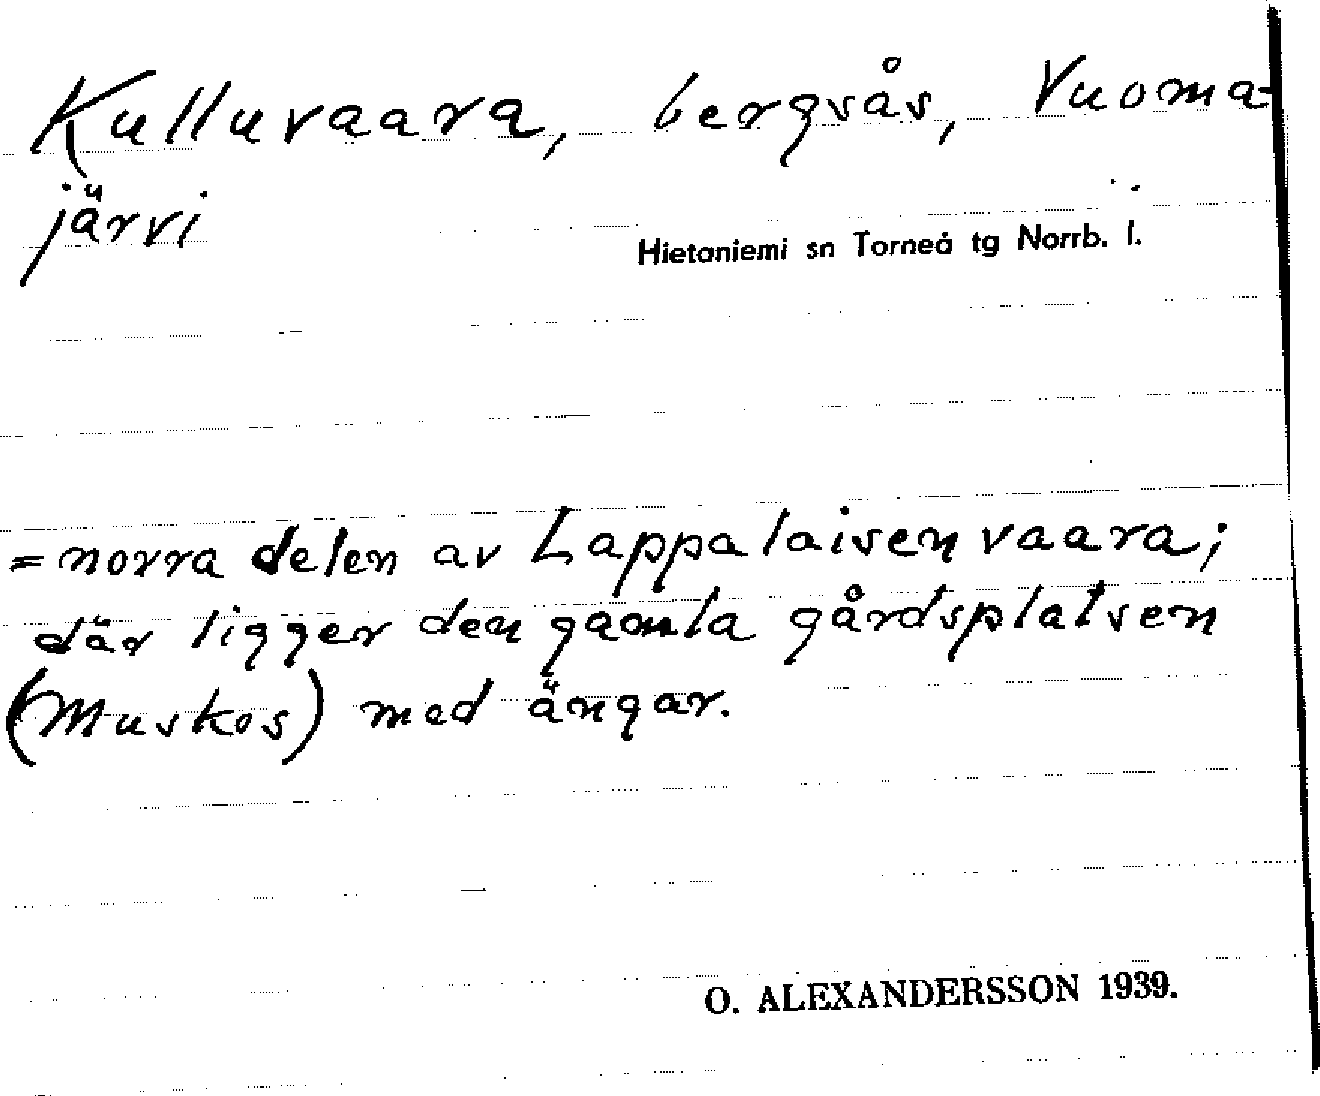 Kulluvaara, bergsås, Vuoma-
järvi
Hietaniemi sn Torneå tg Norrb. l.
= norra delen av Lappalaisenvaara;
där ligger den gamla gårdsplatsen
(Muskos) med ängar.
O. ALEXANDERSSON 1939.